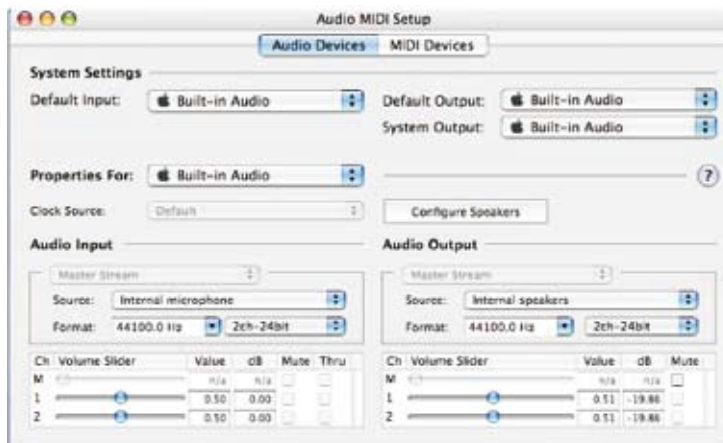 Audio MIDI Setup
Audio Devices MIDI Devices
System Settings
Default Input: Built-in Audio
Default Output: Built-in Audio
System Output: Built-in Audio
Properties For: Built-in Audio ?
Clock Source: Default
Configure Speakers
Audio Input
Master Stream
Source: Internal microphone
Format: 44100.0 Hz 2ch-24bit
Ch Volume Slider Value dB Mute Thru
M n/a n/a
1 0.50 0.00
2 0.50 0.00
Audio Output
Master Stream
Source: Internal speakers
Format: 44100.0 Hz 2ch-24bit
Ch Volume Slider Value dB Mute
M n/a n/a
1 0.51 -19.86
2 0.51 -19.86